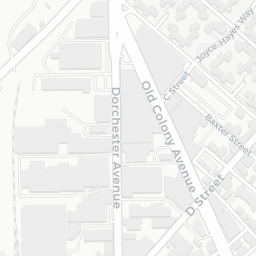 Joyce-Hayes Way
C Street
Old Colony Avenue
Dorchester Avenue
Baxter Street
D Street